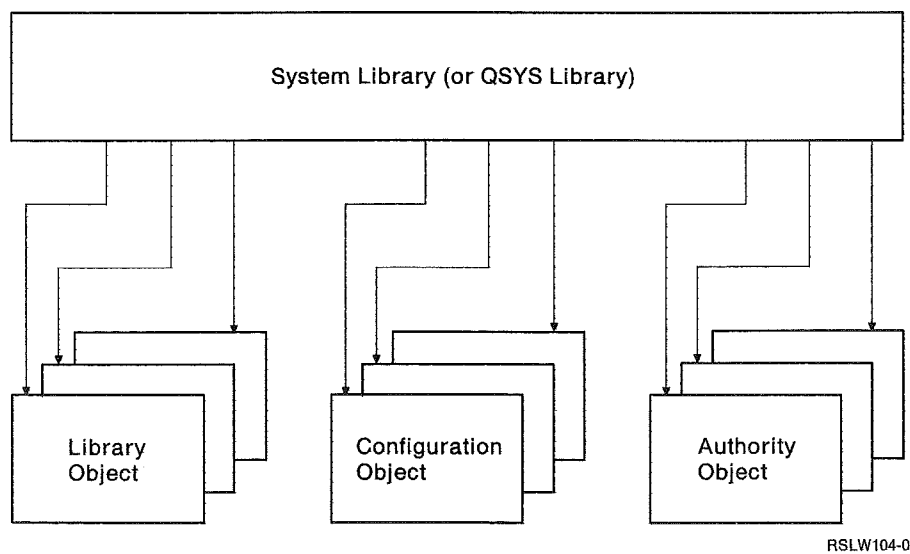 System Library (or QSYS Library)
Library
Object
Configuration
Object
Authority
Object
RSLW104-0